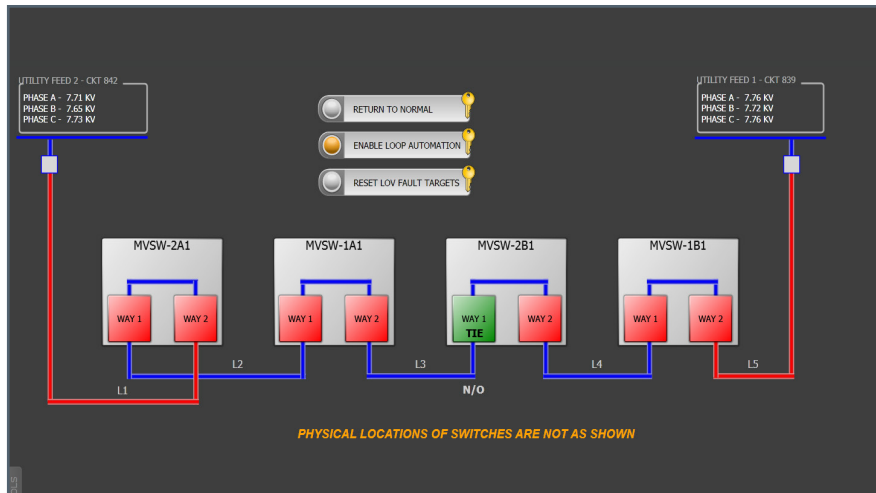 UTILITY FEED 2 - CKT 842
PHASE A - 7.71 KV
PHASE B - 7.65 KV
PHASE C - 7.73 KV
UTILITY FEED 1 - CKT 839
PHASE A - 7.76 KV
PHASE B - 7.72 KV
PHASE C - 7.76 KV
RETURN TO NORMAL
ENABLE LOOP AUTOMATION
RESET LOV FAULT TARGETS
MVSW-2A1
WAY 1
WAY 2
MVSW-1A1
WAY 1
WAY 2
MVSW-2B1
WAY 1
TIE
WAY 2
MVSW-1B1
WAY 1
WAY 2
L1
L2
L3
N/O
L4
L5
PHYSICAL LOCATIONS OF SWITCHES ARE NOT AS SHOWN